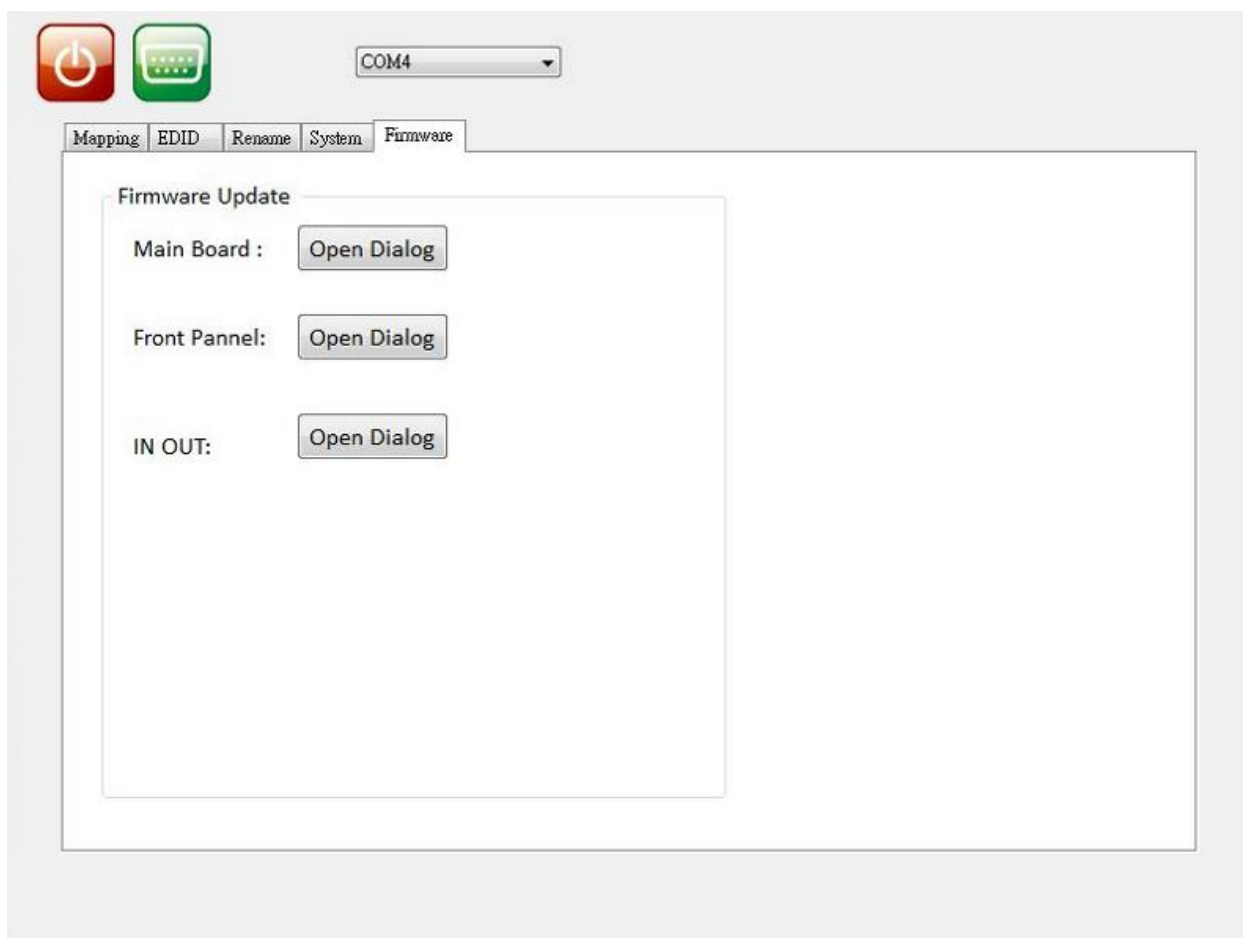 COM4
Mapping EDID Rename System Firmware
Firmware Update
Main Board : Open Dialog
Front Pannel: Open Dialog
IN OUT: Open Dialog